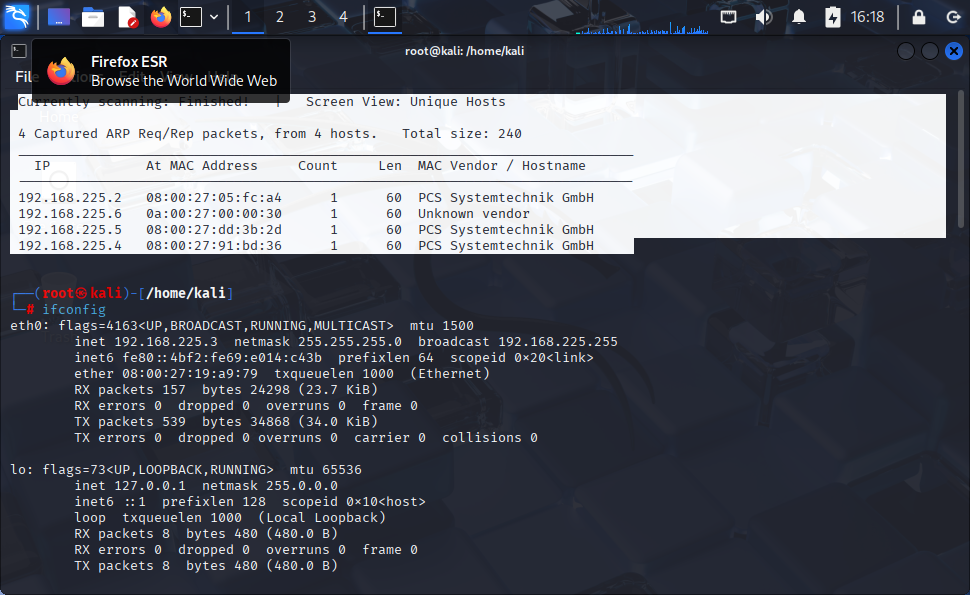 1 2 3 4 16:18
root@kali: /home/kali
Firefox ESR
File
Browse the World Wide Web
Currently scanning: Finished! | Screen View: Unique Hosts
4 Captured ARP Req/Rep packets, from 4 hosts. Total size: 240
IP At MAC Address Count Len MAC Vendor / Hostname
192.168.225.2 08:00:27:05:fc:a4 1 60 PCS Systemtechnik GmbH
192.168.225.6 0a:00:27:00:00:30 1 60 Unknown vendor
192.168.225.5 08:00:27:dd:3b:2d 1 60 PCS Systemtechnik GmbH
192.168.225.4 08:00:27:91:bd:36 1 60 PCS Systemtechnik GmbH
┌──(root㉿kali)-[/home/kali]
└─# ifconfig
eth0: flags=4163<UP,BROADCAST,RUNNING,MULTICAST> mtu 1500
inet 192.168.225.3 netmask 255.255.255.0 broadcast 192.168.225.255
inet6 fe80::4bf2:fe69:e014:c43b prefixlen 64 scopeid 0×20<link>
ether 08:00:27:19:a9:79 txqueuelen 1000 (Ethernet)
RX packets 157 bytes 24298 (23.7 KiB)
RX errors 0 dropped 0 overruns 0 frame 0
TX packets 539 bytes 34868 (34.0 KiB)
TX errors 0 dropped 0 overruns 0 carrier 0 collisions 0
lo: flags=73<UP,LOOPBACK,RUNNING> mtu 65536
inet 127.0.0.1 netmask 255.0.0.0
inet6 ::1 prefixlen 128 scopeid 0×10<host>
loop txqueuelen 1000 (Local Loopback)
RX packets 8 bytes 480 (480.0 B)
RX errors 0 dropped 0 overruns 0 frame 0
TX packets 8 bytes 480 (480.0 B)